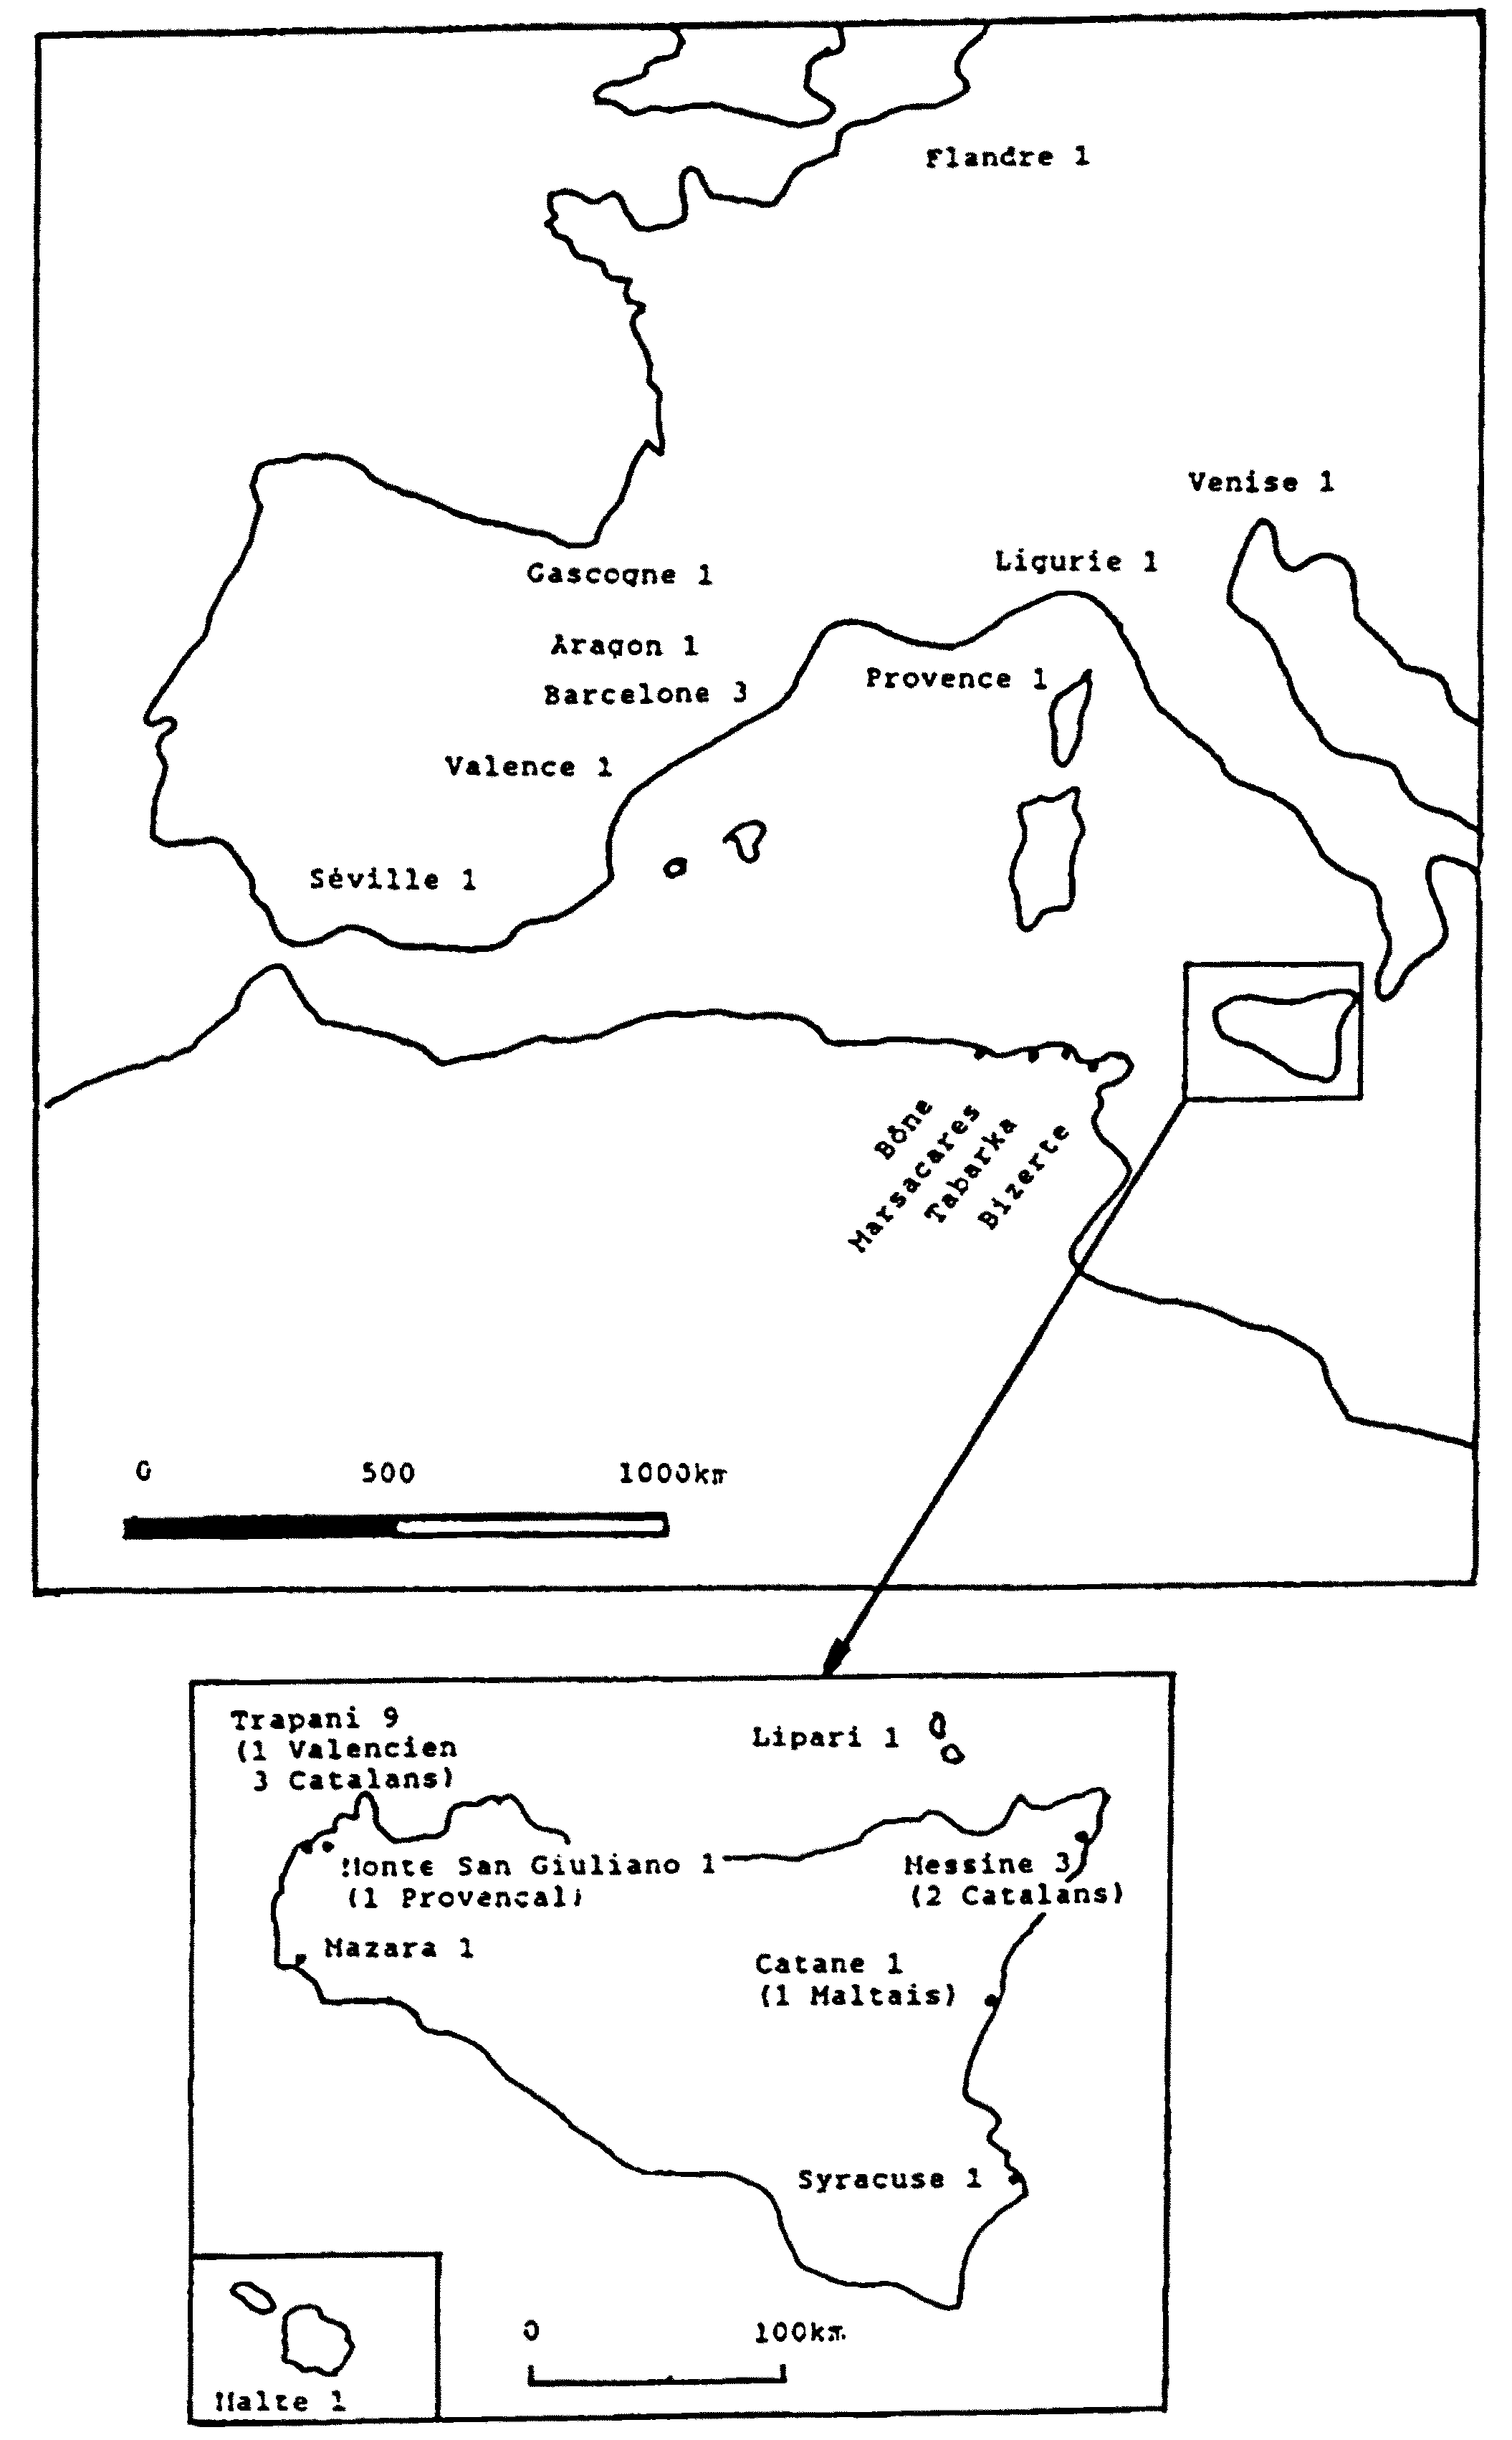 Flandre 1
Venise 1
Ligurie 1
Gascogne 1
Aragon 1
Provence 1
Barcelone 3
Valence 1
Séville 1
Bône
Marsacares
Tabarka
Bizerte
0 500 1000km
Trapani 9
(1 Valencien
3 Catalans)
Lipari 1
Monte San Giuliano 1
(1 Provençal)
Messine 3
(2 Catalans)
Mazara 1
Catane 1
(1 Maltais)
Syracuse 1
0 100km
Malte 1